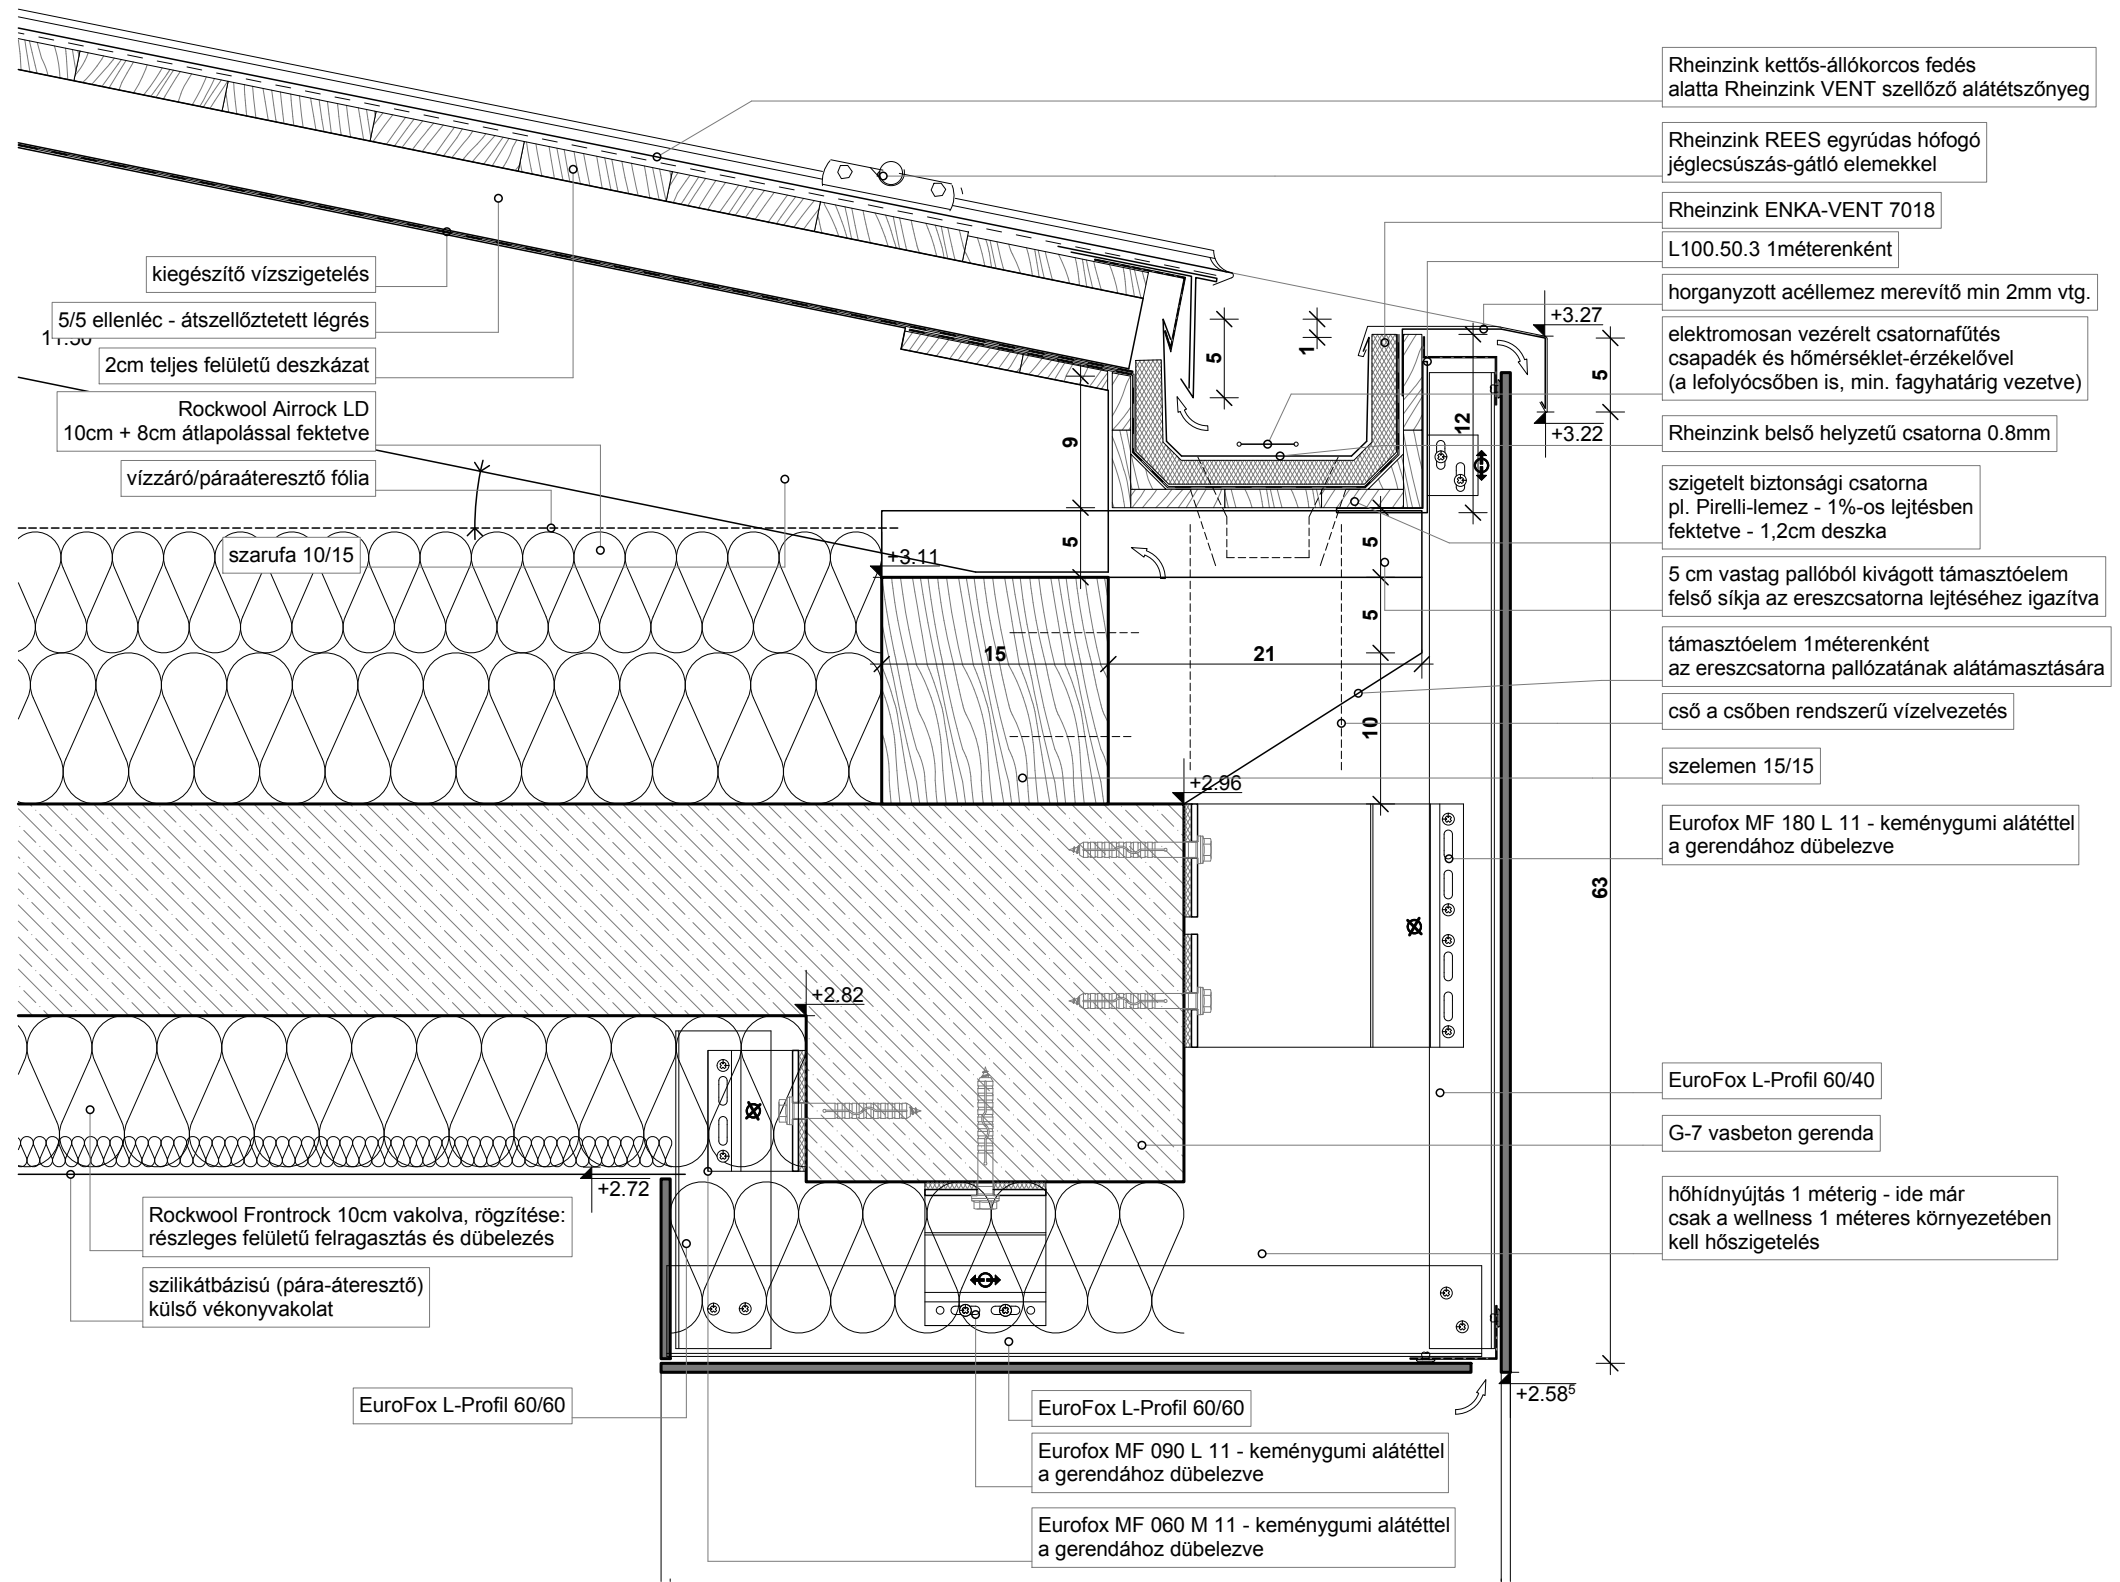 Rheinzink kettős-állókorcos fedés
alatta Rheinzink VENT szellőző alátétszőnyeg
Rheinzink REES egyrúdas hófogó
jéglecsúszás-gátló elemekkel
Rheinzink ENKA-VENT 7018
L100.50.3 1méterenként
horganyzott acéllemez merevítő min 2mm vtg.
elektromosan vezérelt csatornafűtés
csapadék és hőmérséklet-érzékelővel
(a lefolyócsőben is, min. fagyhatárig vezetve)
Rheinzink belső helyzetű csatorna 0.8mm
szigetelt biztonsági csatorna
pl. Pirelli-lemez - 1%-os lejtésben
fektetve - 1,2cm deszka
5 cm vastag pallóból kivágott támasztóelem
felső síkja az ereszcsatorna lejtéséhez igazítva
támasztóelem 1méterenként
az ereszcsatorna pallózatának alátámasztására
cső a csőben rendszerű vízelvezetés
szelemen 15/15
Eurofox MF 180 L 11 - keménygumi alátéttel
a gerendához dübelezve
EuroFox L-Profil 60/40
G-7 vasbeton gerenda
hőhídnyújtás 1 méterig - ide már
csak a wellness 1 méteres környezetében
kell hőszigetelés
kiegészítő vízszigetelés
5/5 ellenléc - átszellőztetett légrés
2cm teljes felületű deszkázat
Rockwool Airrock LD
10cm + 8cm átlapolással fektetve
vízzáró/páraáteresztő fólia
szarufa 10/15
+3.27
+3.22
+3.11
+2.96
+2.82
+2.72
+2.58⁵
5
1
5
12
9
5
5
5
15
21
10
63
Rockwool Frontrock 10cm vakolva, rögzítése:
részleges felületű felragasztás és dübelezés
szilikátbázisú (pára-áteresztő)
külső vékonyvakolat
EuroFox L-Profil 60/60
EuroFox L-Profil 60/60
Eurofox MF 090 L 11 - keménygumi alátéttel
a gerendához dübelezve
Eurofox MF 060 M 11 - keménygumi alátéttel
a gerendához dübelezve